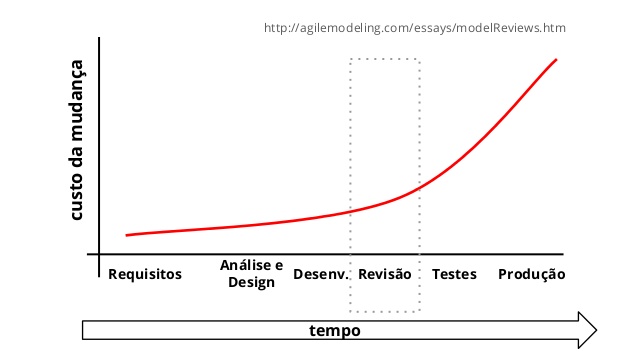 http://agilemodeling.com/essays/modelReviews.htm
custo da mudança
Requisitos
Análise e
Design
Desenv.
Revisão
Testes
Produção
tempo